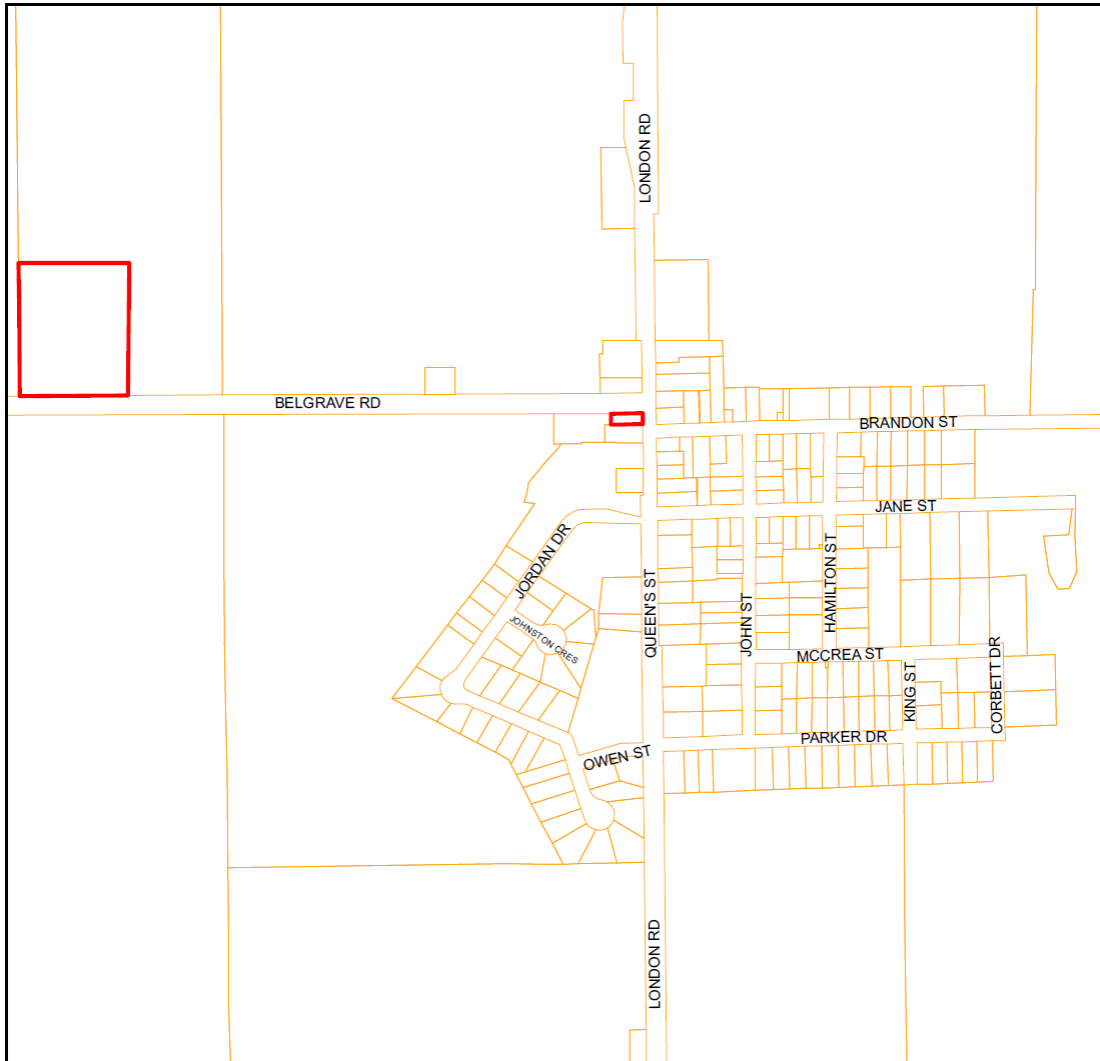 LONDON RD
BELGRAVE RD
BRANDON ST
JANE ST
JORDAN DR
HAMILTON ST
QUEEN'S ST
JOHN ST
JOHNSTON CRES
MCCREA ST
KING ST
CORBETT DR
PARKER DR
OWEN ST
LONDON RD